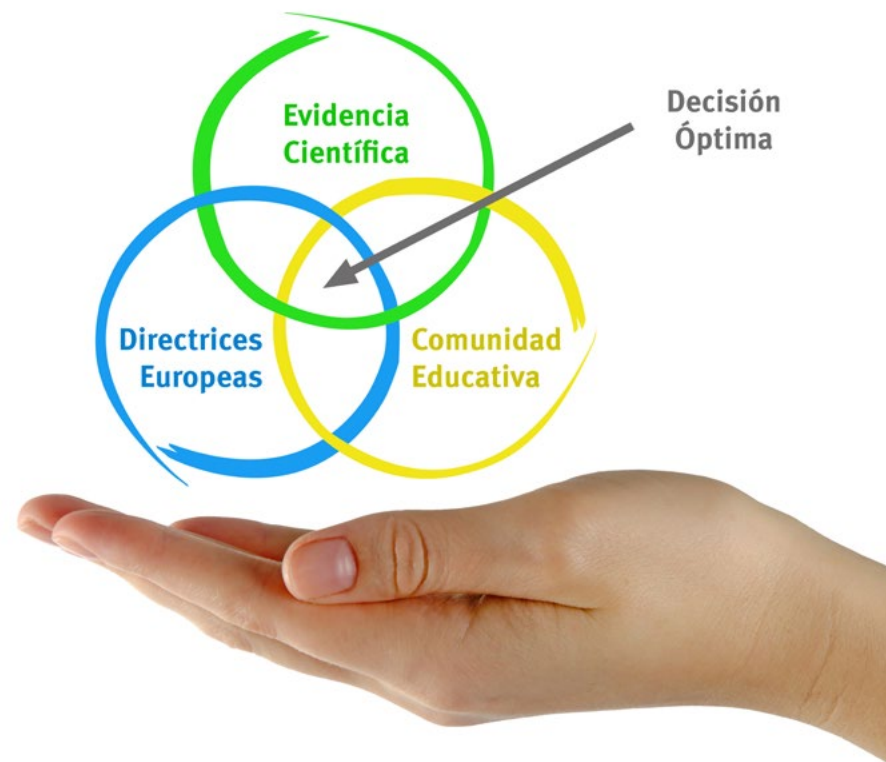 Evidencia
Científica
Decisión
Óptima
Directrices
Europeas
Comunidad
Educativa